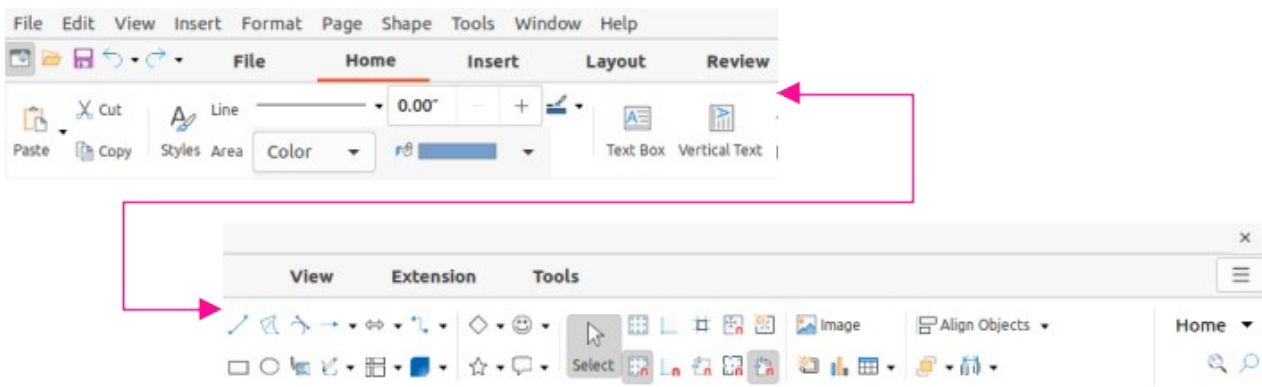 File Edit View Insert Format Page Shape Tools Window Help
File Home Insert Layout Review
Cut Line 0.00″ − +
Paste Copy Styles Area Color Text Box Vertical Text
×
View Extension Tools
Image Align Objects Home
Select